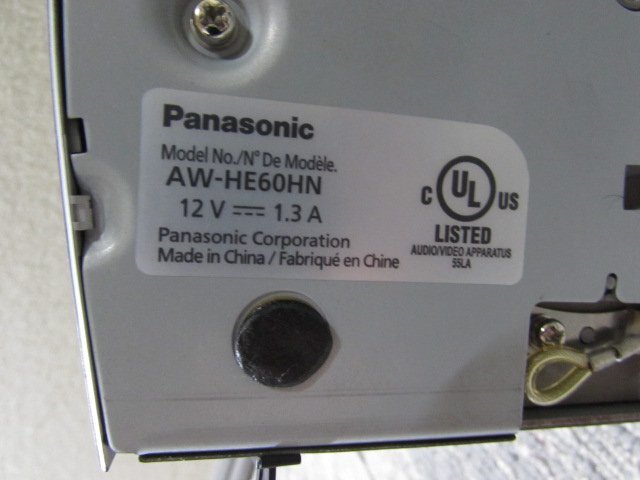 Panasonic
Model No./N° De Modèle.
AW-HE60HN
12 V ⎓ 1.3 A
Panasonic Corporation
Made in China / Fabriqué en Chine
C UL US
LISTED
AUDIO/VIDEO APPARATUS
55LA